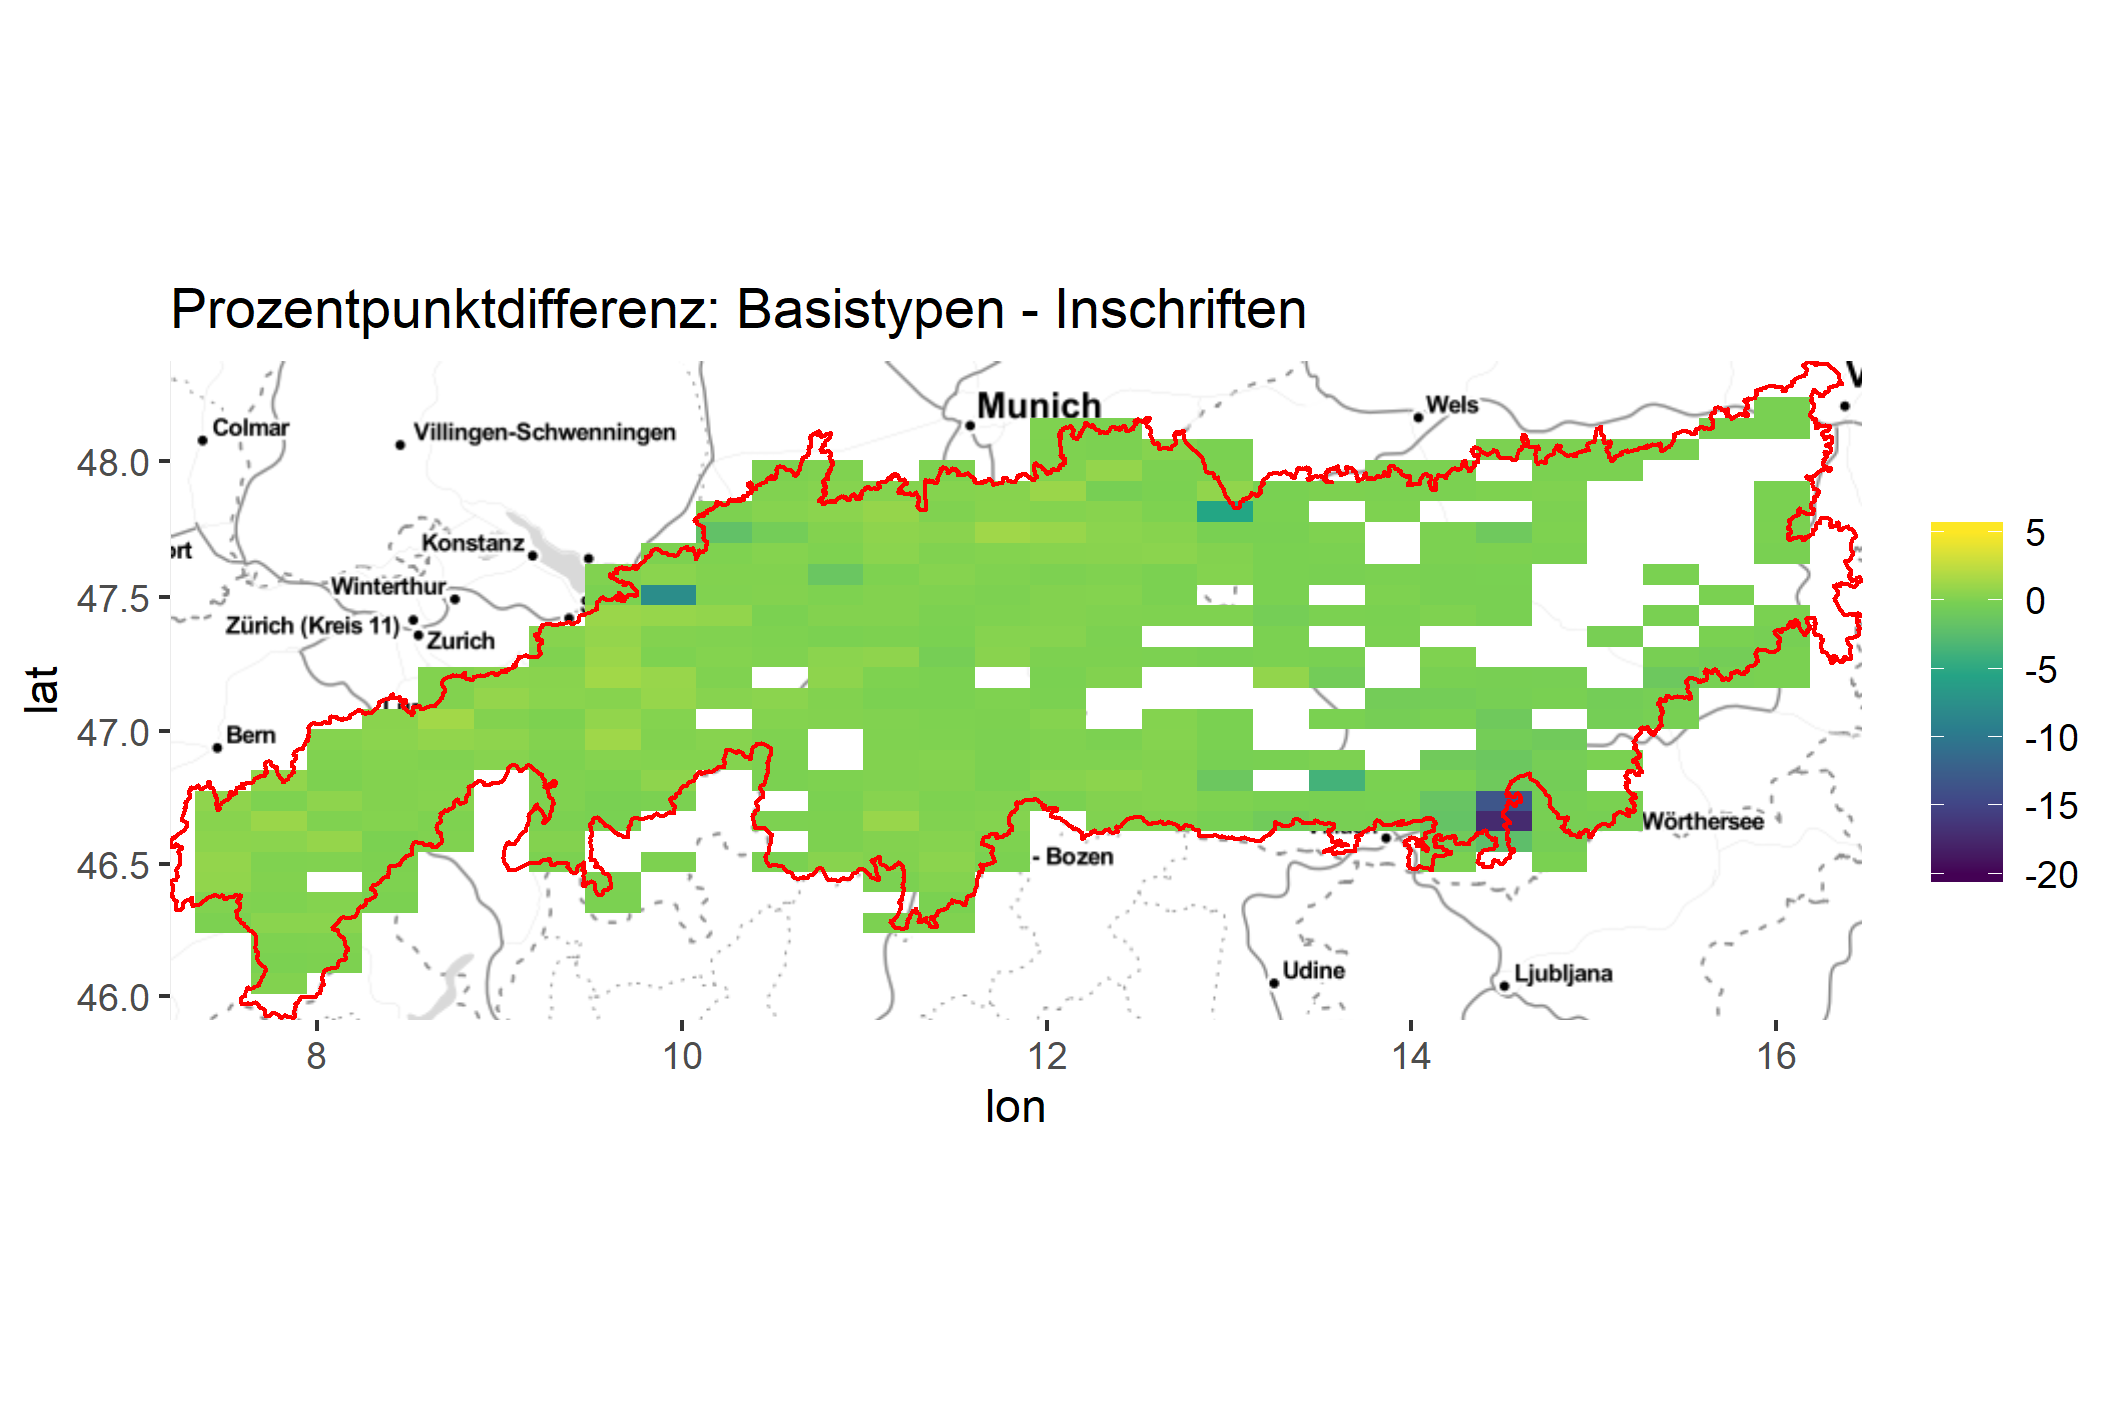 Prozentpunktdifferenz: Basistypen - Inschriften
Munich
Wels
Colmar
Villingen-Schwenningen
Konstanz
Winterthur
Zürich (Kreis 11)
Zurich
Bern
Wörthersee
- Bozen
Udine
Ljubljana
48.0
47.5
47.0
46.5
46.0
lat
8
10
12
14
16
lon
5
0
-5
-10
-15
-20